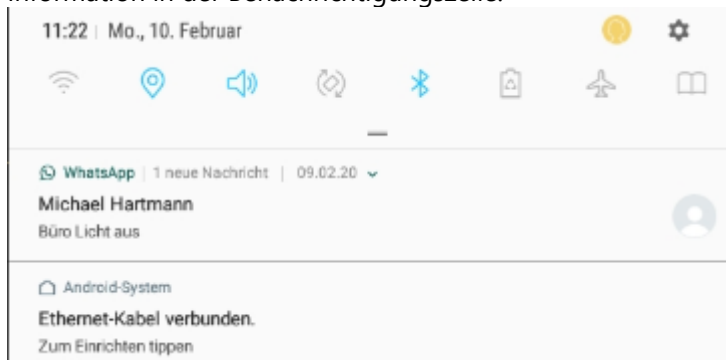 Information in der Benachrichtigungszeile.
11:22 | Mo., 10. Februar
WhatsApp | 1 neue Nachricht | 09.02.20
Michael Hartmann
Büro Licht aus
Android-System
Ethernet-Kabel verbunden.
Zum Einrichten tippen